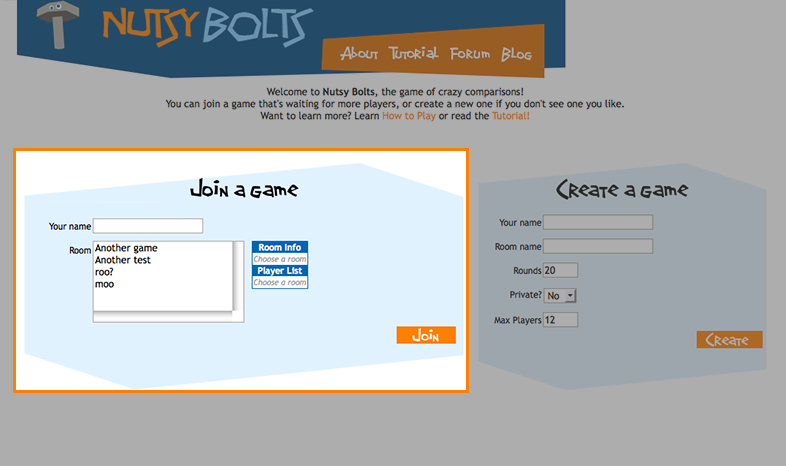 NUTSY BOLTS
About Tutorial Forum Blog
Welcome to Nutsy Bolts, the game of crazy comparisons!
You can join a game that's waiting for more players, or create a new one if you don't see one you like.
Want to learn more? Learn How to Play or read the Tutorial!
Join a game
Your name
Room
Another game
Another test
roo?
moo
Room Info
Choose a room
Player List
Choose a room
Join
Create a game
Your name
Room name
Rounds 20
Private? No
Max Players 12
Create